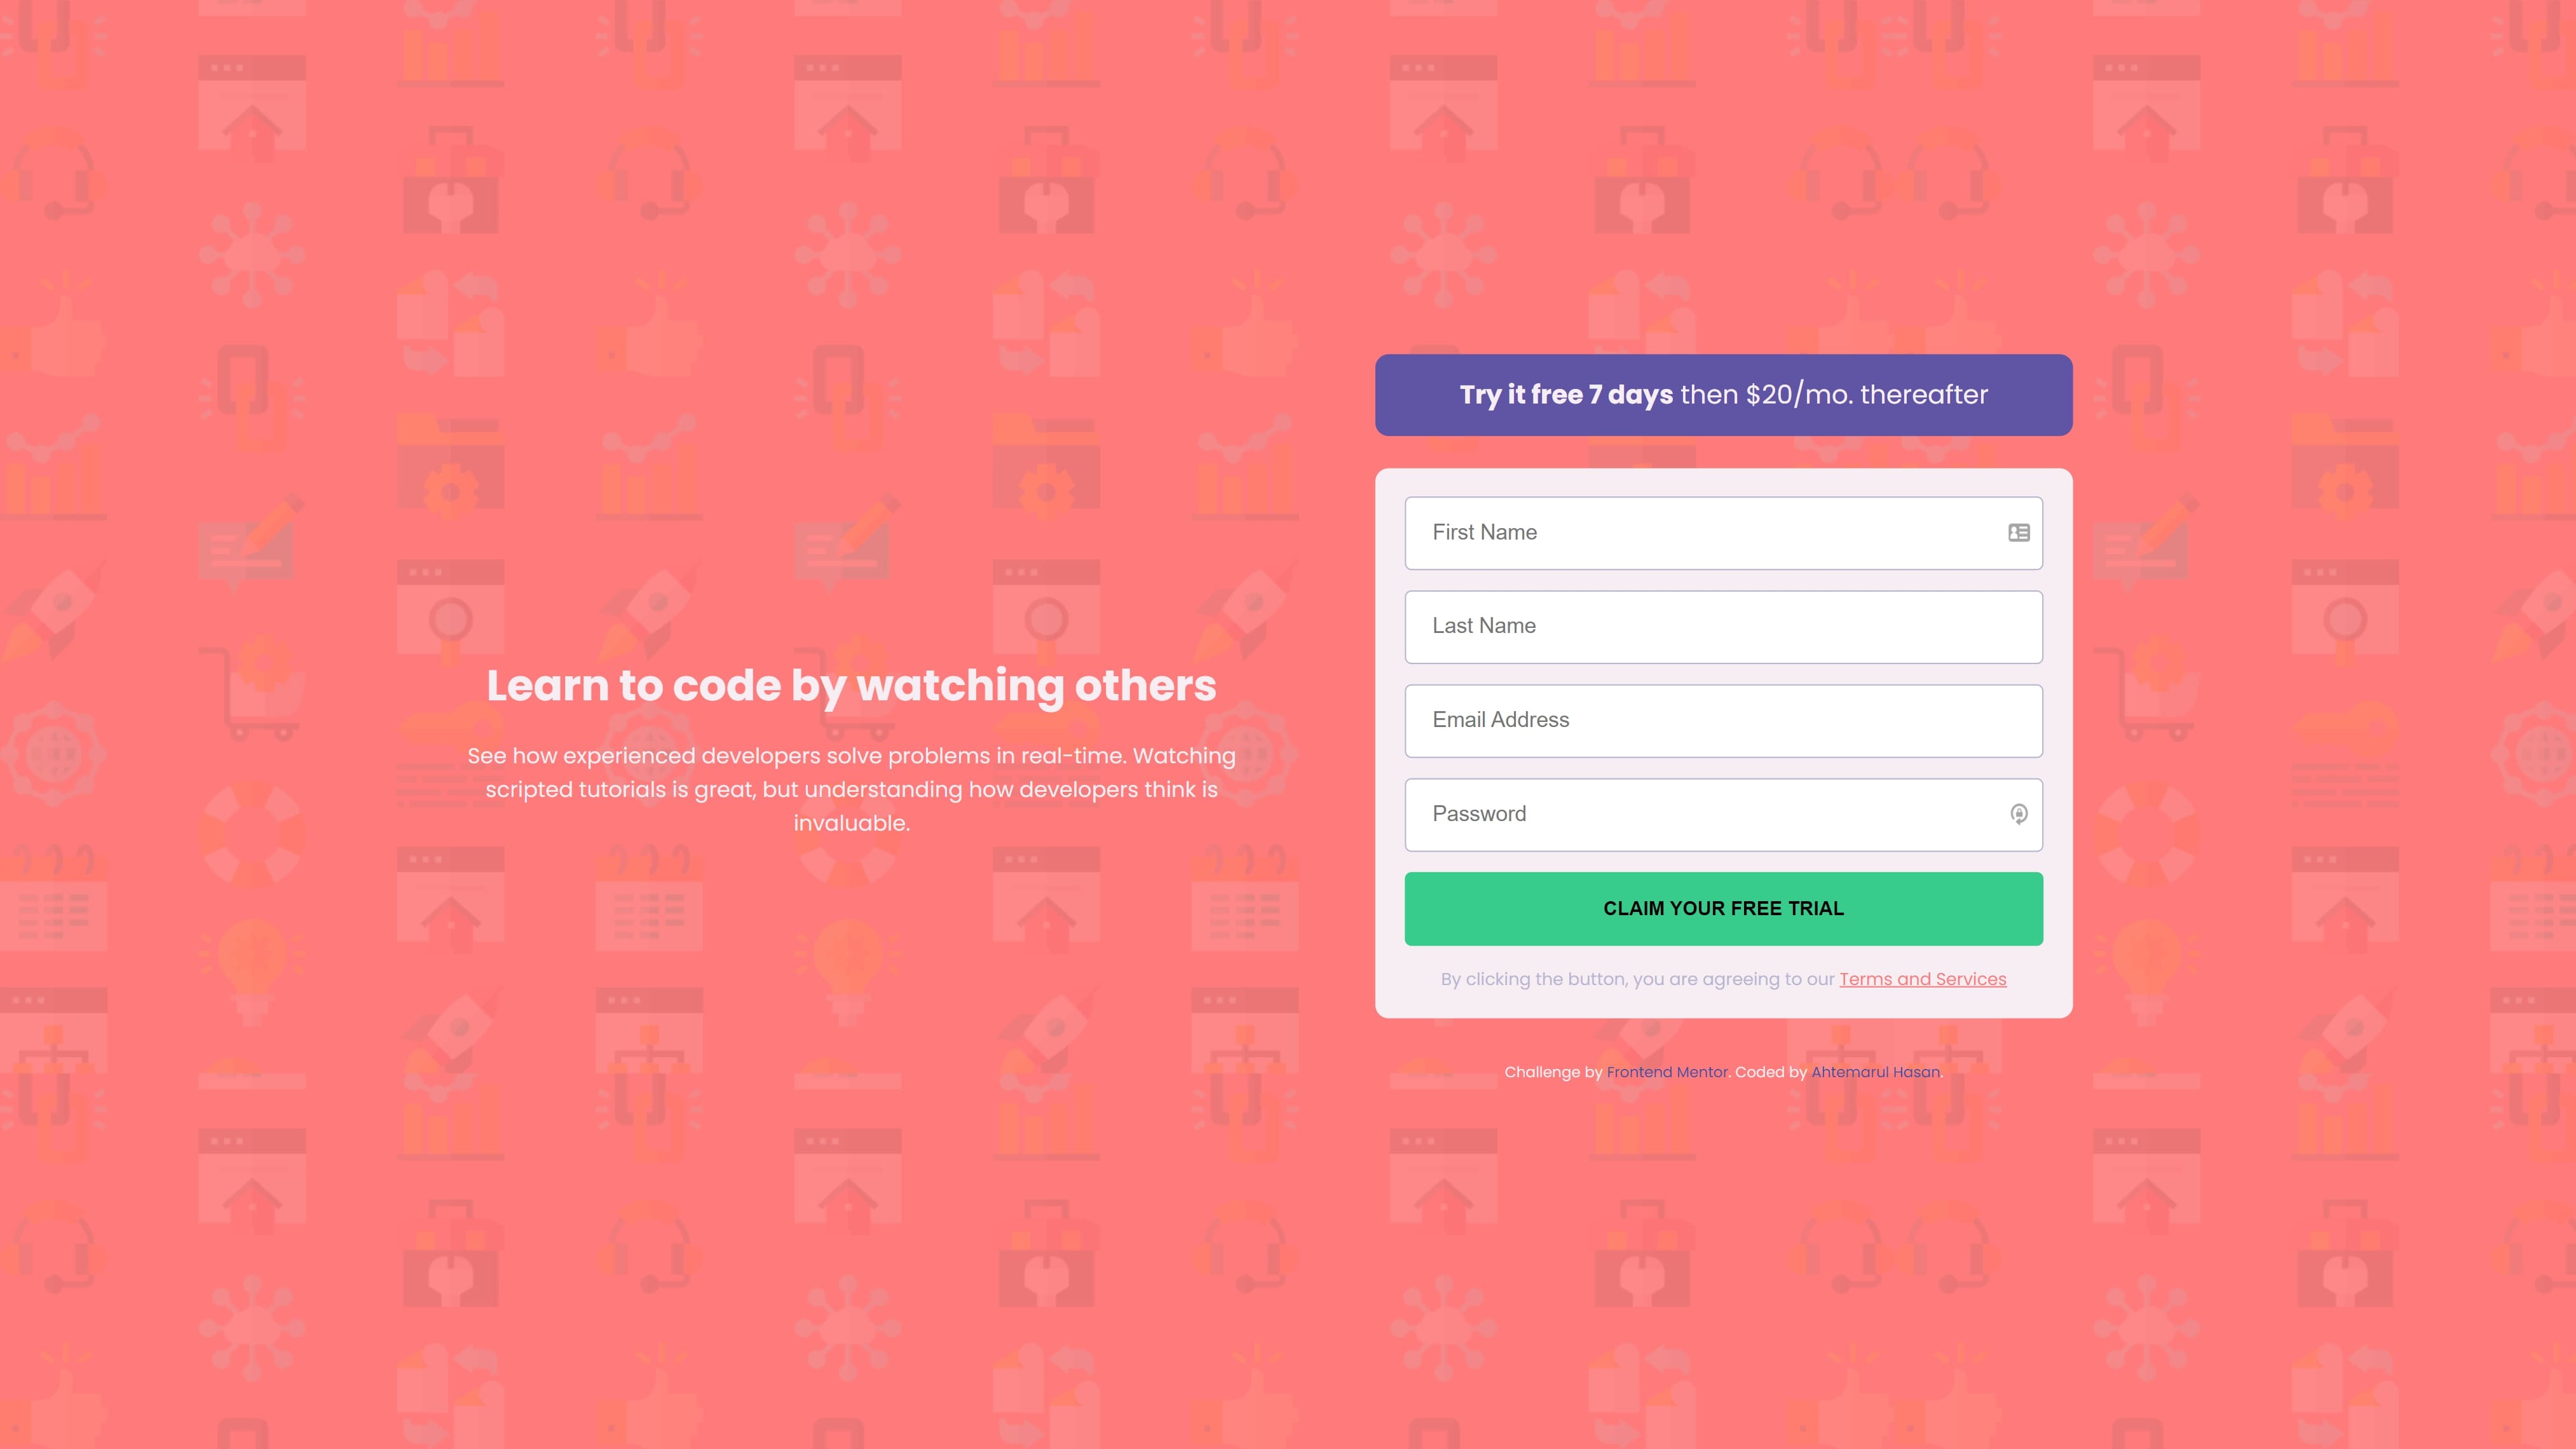 Learn to code by watching others
See how experienced developers solve problems in real-time. Watching
scripted tutorials is great, but understanding how developers think is
invaluable.
Try it free 7 days then $20/mo. thereafter
First Name
Last Name
Email Address
Password
CLAIM YOUR FREE TRIAL
By clicking the button, you are agreeing to our Terms and Services
Challenge by Frontend Mentor. Coded by Ahtemarul Hasan.